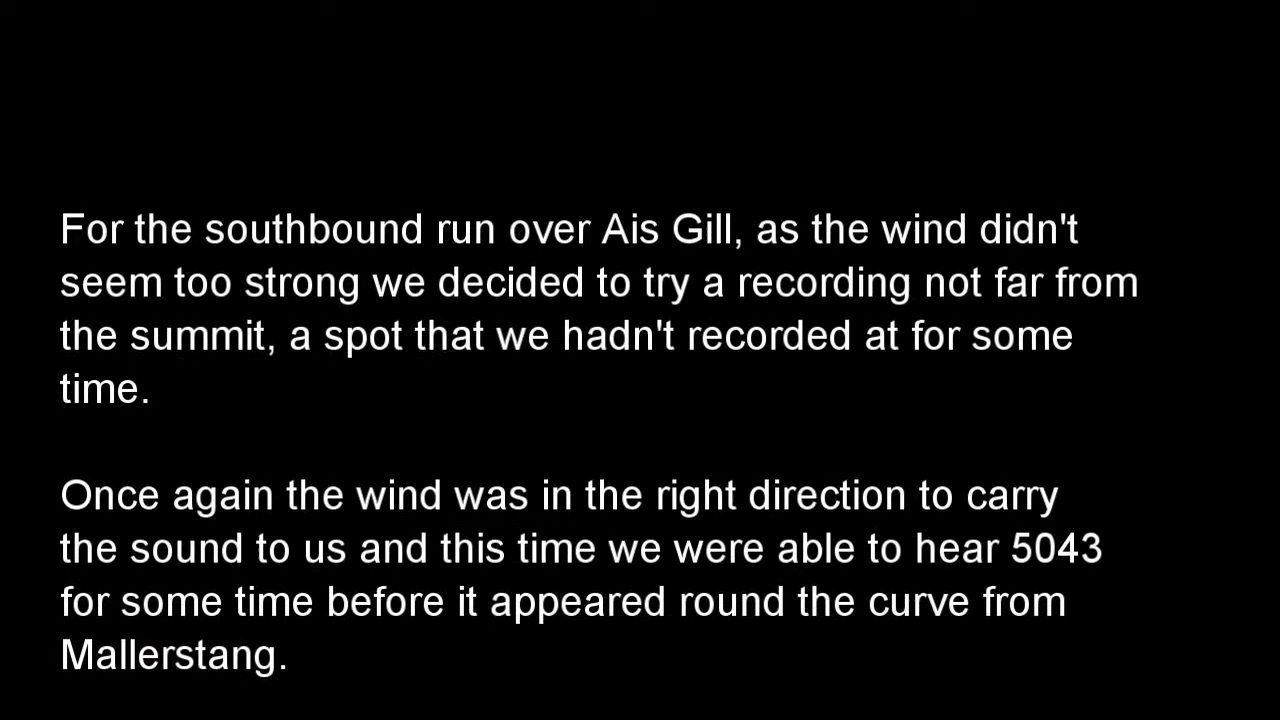 For the southbound run over Ais Gill, as the wind didn't
seem too strong we decided to try a recording not far from
the summit, a spot that we hadn't recorded at for some
time.
Once again the wind was in the right direction to carry
the sound to us and this time we were able to hear 5043
for some time before it appeared round the curve from
Mallerstang.